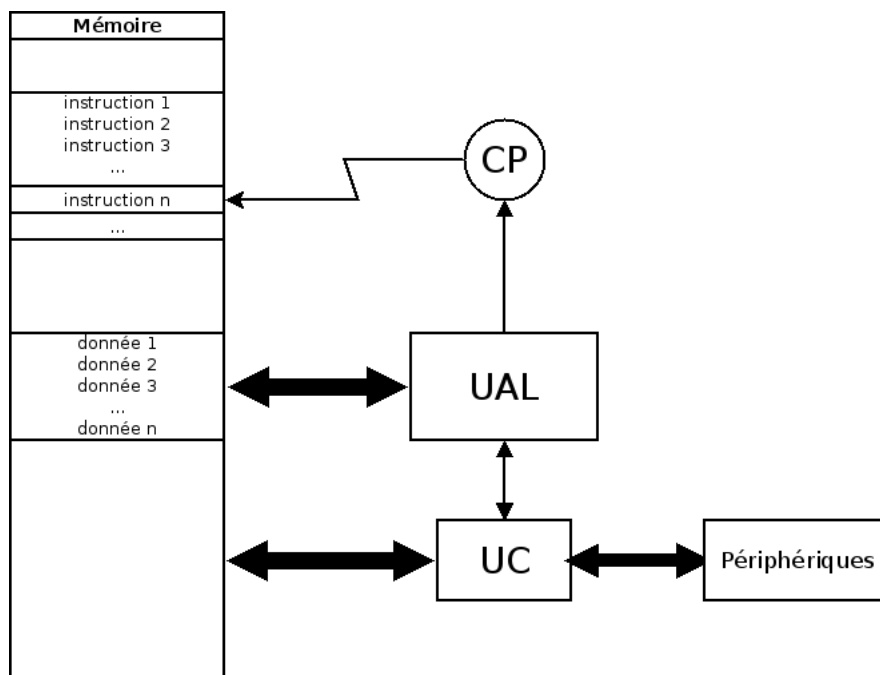 Mémoire
instruction 1
instruction 2
instruction 3
...
instruction n
...
donnée 1
donnée 2
donnée 3
...
donnée n
CP
UAL
UC
Périphériques